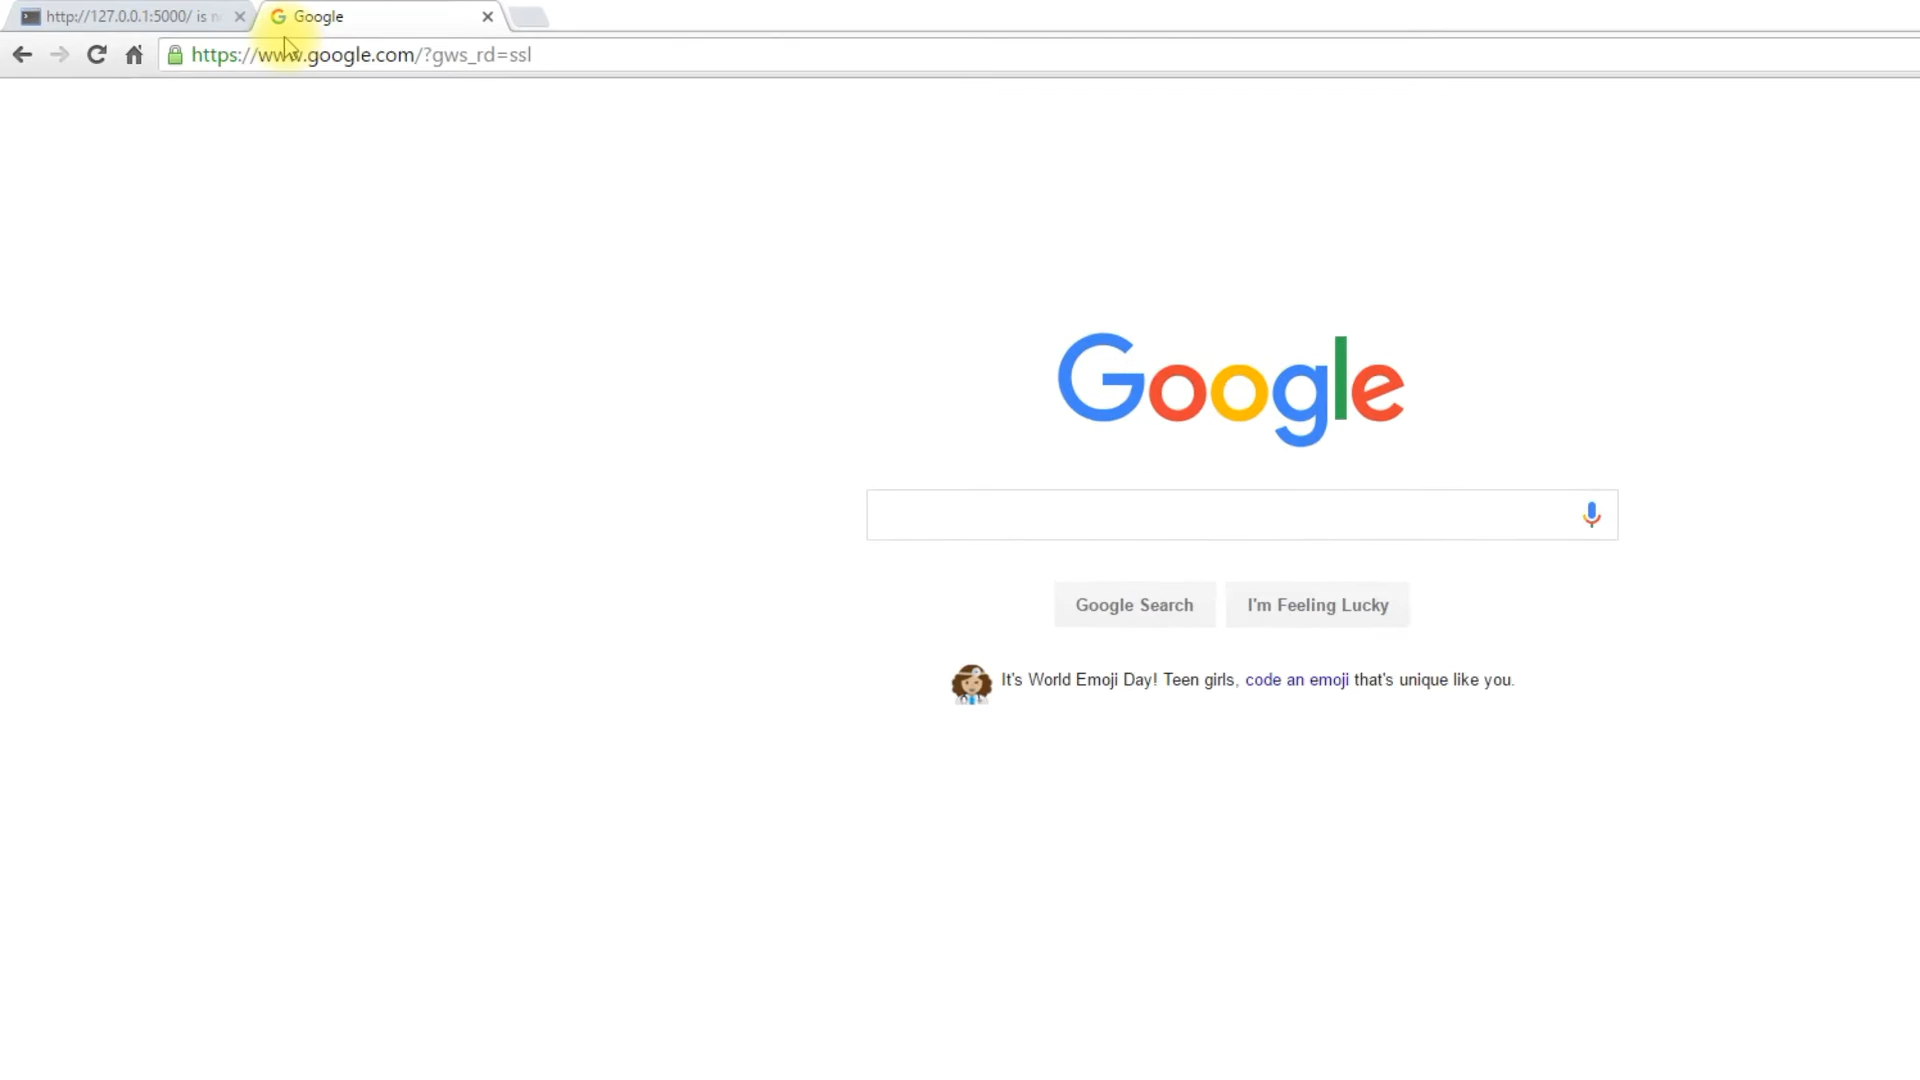 http://127.0.0.1:5000/ is
Google
https://www.google.com/?gws_rd=ssl
Google
Google Search
I'm Feeling Lucky
It's World Emoji Day! Teen girls, code an emoji that's unique like you.